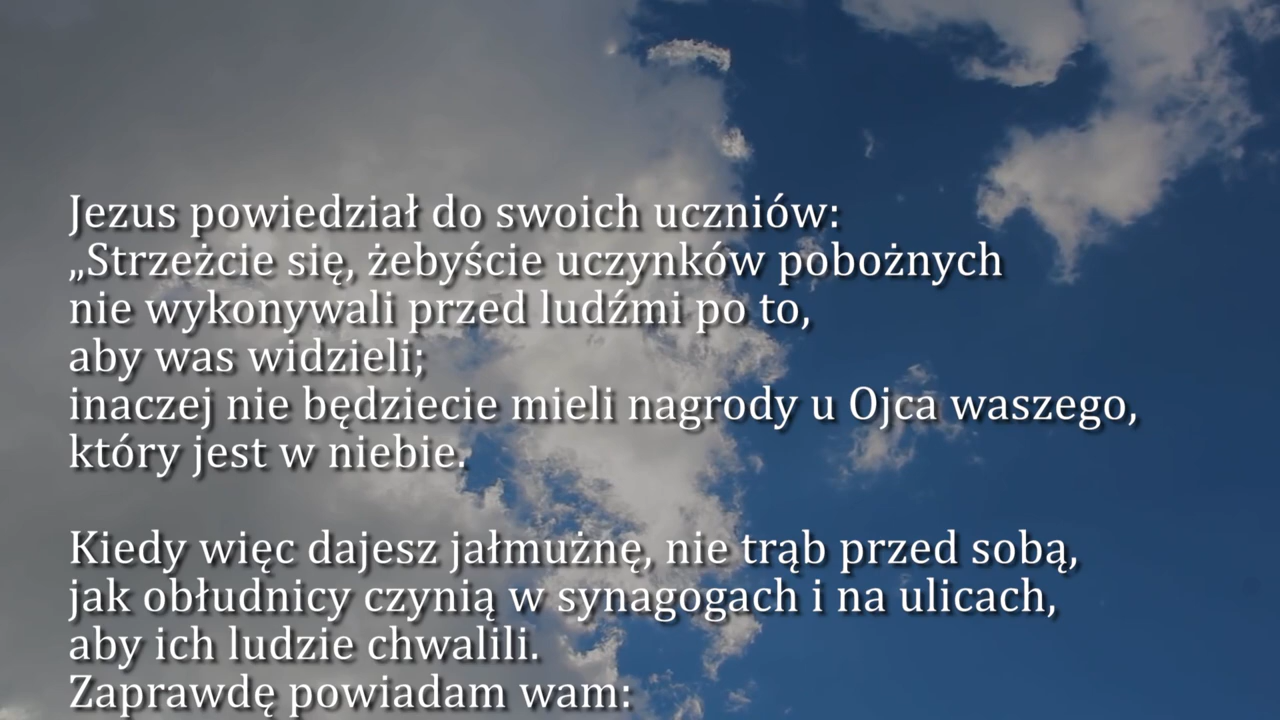 Jezus powiedział do swoich uczniów:
„Strzeżcie się, żebyście uczynków pobożnych
nie wykonywali przed ludźmi po to,
aby was widzieli;
inaczej nie będziecie mieli nagrody u Ojca waszego,
który jest w niebie.
Kiedy więc dajesz jałmużnę, nie trąb przed sobą,
jak obłudnicy czynią w synagogach i na ulicach,
aby ich ludzie chwalili.
Zaprawdę powiadam wam: